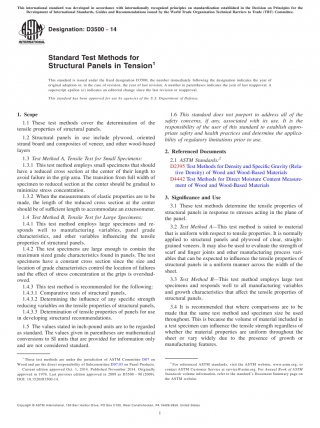 This international standard was developed in accordance with internationally recognized principles on standardization established in the Decision on Principles for the
Development of International Standards, Guides and Recommendations issued by the World Trade Organization Technical Barriers to Trade (TBT) Committee.
Designation: D3500 − 14
INTERNATIONAL
Standard Test Methods for
Structural Panels in Tension1
This standard is issued under the fixed designation D3500; the number immediately following the designation indicates the year of
original adoption or, in the case of revision, the year of last revision. A number in parentheses indicates the year of last reapproval. A
superscript epsilon (ε) indicates an editorial change since the last revision or reapproval.
This standard has been approved for use by agencies of the U.S. Department of Defense.
1. Scope
1.1 These test methods cover the determination of the
tensile properties of structural panels.
1.2 Structural panels in use include plywood, oriented
strand board and composites of veneer, and other wood-based
layers
1.3 Test Method A, Tensile Test for Small Specimens:
1.3.1 This test method employs small specimens that should
have a reduced cross section at the center of their length to
avoid failure in the grip area. The transition from full width of
specimen to reduced section at the center should be gradual to
minimize stress concentration.
1.3.2 When the measurements of elastic properties are to be
made, the length of the reduced cross section at the center
should be of sufficient length to accommodate an extensometer.
1.4 Test Method B, Tensile Test for Large Specimens:
1.4.1 This test method employs large specimens and re-
sponds well to manufacturing variables, panel grade
characteristics, and other variables influencing the tensile
properties of structural panels.
1.4.2 The test specimens are large enough to contain the
maximum sized grade characteristics found in panels. The test
specimens have a constant cross section since the size and
location of grade characteristics control the location of failures
and the effect of stress concentration at the grips is overshad-
owed.
1.4.3 This test method is recommended for the following:
1.4.3.1 Comparative tests of structural panels,
1.4.3.2 Determining the influence of any specific strength
reducing variables on the tensile properties of structural panels,
1.4.3.3 Determination of tensile properties of panels for use
in developing structural recommendations.
1.5 The values stated in inch-pound units are to be regarded
as standard. The values given in parentheses are mathematical
conversions to SI units that are provided for information only
and are not considered standard.
1 These test methods are under the jurisdiction of ASTM Committee D07 on
Wood and are the direct responsibility of Subcommittee D07.03 on Panel Products.
Current edition approved Oct. 1, 2014. Published November 2014. Originally
approved in 1976. Last previous edition approved in 2009 as D3500 – 90 (2009).
DOI: 10.1520/D3500-14.
1.6 This standard does not purport to address all of the
safety concerns, if any, associated with its use. It is the
responsibility of the user of this standard to establish appro-
priate safety and health practices and determine the applica-
bility of regulatory limitations prior to use.
2. Referenced Documents
2.1 ASTM Standards:2
D2395 Test Methods for Density and Specific Gravity (Rela-
tive Density) of Wood and Wood-Based Materials
D4442 Test Methods for Direct Moisture Content Measure-
ment of Wood and Wood-Based Materials
3. Significance and Use
3.1 These test methods determine the tensile properties of
structural panels in response to stresses acting in the plane of
the panel.
3.2 Test Method A—This test method is suited to material
that is uniform with respect to tensile properties. It is normally
applied to structural panels and plywood of clear, straight-
grained veneers. It may also be used to evaluate the strength of
scarf and finger joints and other manufacturing process vari-
ables that can be expected to influence the tensile properties of
structural panels in a uniform manner across the width of the
sheet.
3.3 Test Method B—This test method employs large test
specimens and responds well to all manufacturing variables
and growth characteristics that affect the tensile properties of
structural panels.
3.4 It is recommended that where comparisons are to be
made that the same test method and specimen size be used
throughout. This is because the volume of material included in
a test specimen can influence the tensile strength regardless of
whether the material properties are uniform throughout the
sheet or vary widely due to the presence of growth or
manufacturing features.
2 For referenced ASTM standards, visit the ASTM website, www.astm.org, or
contact ASTM Customer Service at service@astm.org. For Annual Book of ASTM
Standards volume information, refer to the standard's Document Summary page on
the ASTM website.
Copyright © ASTM International, 100 Barr Harbor Drive, PO Box C700, West Conshohocken, PA 19428-2959. United States
1